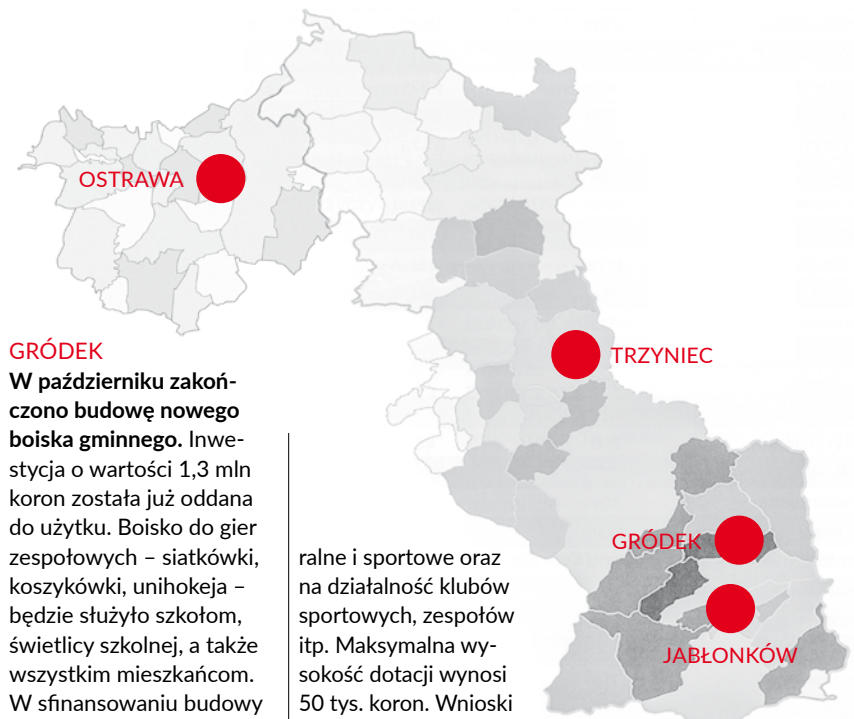 OSTRAWA
TRZYNIEC
GRÓDEK
JABŁONKÓW
GRÓDEK
W październiku zakoń-
czono budowę nowego
boiska gminnego. Inwe-
stycja o wartości 1,3 mln
koron została już oddana
do użytku. Boisko do gier
zespołowych – siatkówki,
koszykówki, unihokeja –
będzie służyło szkołom,
świetlicy szkolnej, a także
wszystkim mieszkańcom.
W sfinansowaniu budowy
ralne i sportowe oraz
na działalność klubów
sportowych, zespołów
itp. Maksymalna wy-
sokość dotacji wynosi
50 tys. koron. Wnioski